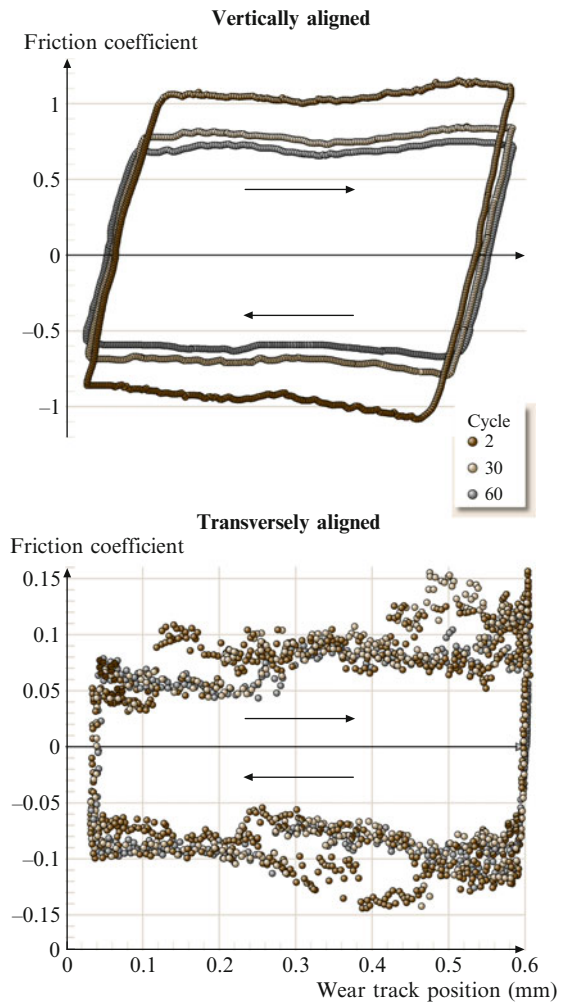 Vertically aligned
Friction coefficient
1
0.5
0
–0.5
–1
Cycle
2
30
60
Transversely aligned
Friction coefficient
0.15
0.1
0.05
0
–0.05
–0.1
–0.15
0
0 0.1 0.2 0.3 0.4 0.5 0.6
Wear track position (mm)